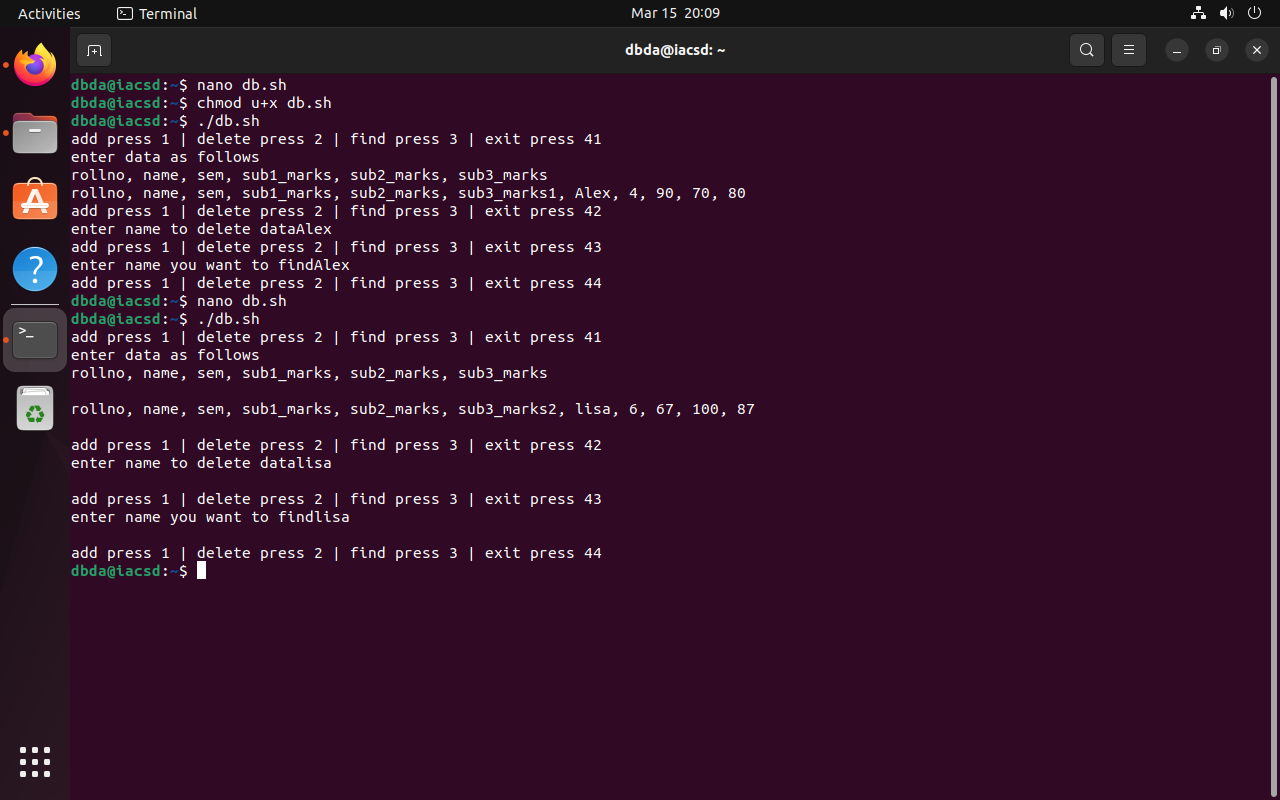 Activities
Terminal
Mar 15 20:09
dbda@iacsd: ~
dbda@iacsd:~$ nano db.sh
dbda@iacsd:~$ chmod u+x db.sh
dbda@iacsd:~$ ./db.sh
add press 1 | delete press 2 | find press 3 | exit press 41
enter data as follows
rollno, name, sem, sub1_marks, sub2_marks, sub3_marks
rollno, name, sem, sub1_marks, sub2_marks, sub3_marks1, Alex, 4, 90, 70, 80
add press 1 | delete press 2 | find press 3 | exit press 42
enter name to delete dataAlex
add press 1 | delete press 2 | find press 3 | exit press 43
enter name you want to findAlex
add press 1 | delete press 2 | find press 3 | exit press 44
dbda@iacsd:~$ nano db.sh
dbda@iacsd:~$ ./db.sh
add press 1 | delete press 2 | find press 3 | exit press 41
enter data as follows
rollno, name, sem, sub1_marks, sub2_marks, sub3_marks
rollno, name, sem, sub1_marks, sub2_marks, sub3_marks2, lisa, 6, 67, 100, 87
add press 1 | delete press 2 | find press 3 | exit press 42
enter name to delete datalisa
add press 1 | delete press 2 | find press 3 | exit press 43
enter name you want to findlisa
add press 1 | delete press 2 | find press 3 | exit press 44
dbda@iacsd:~$